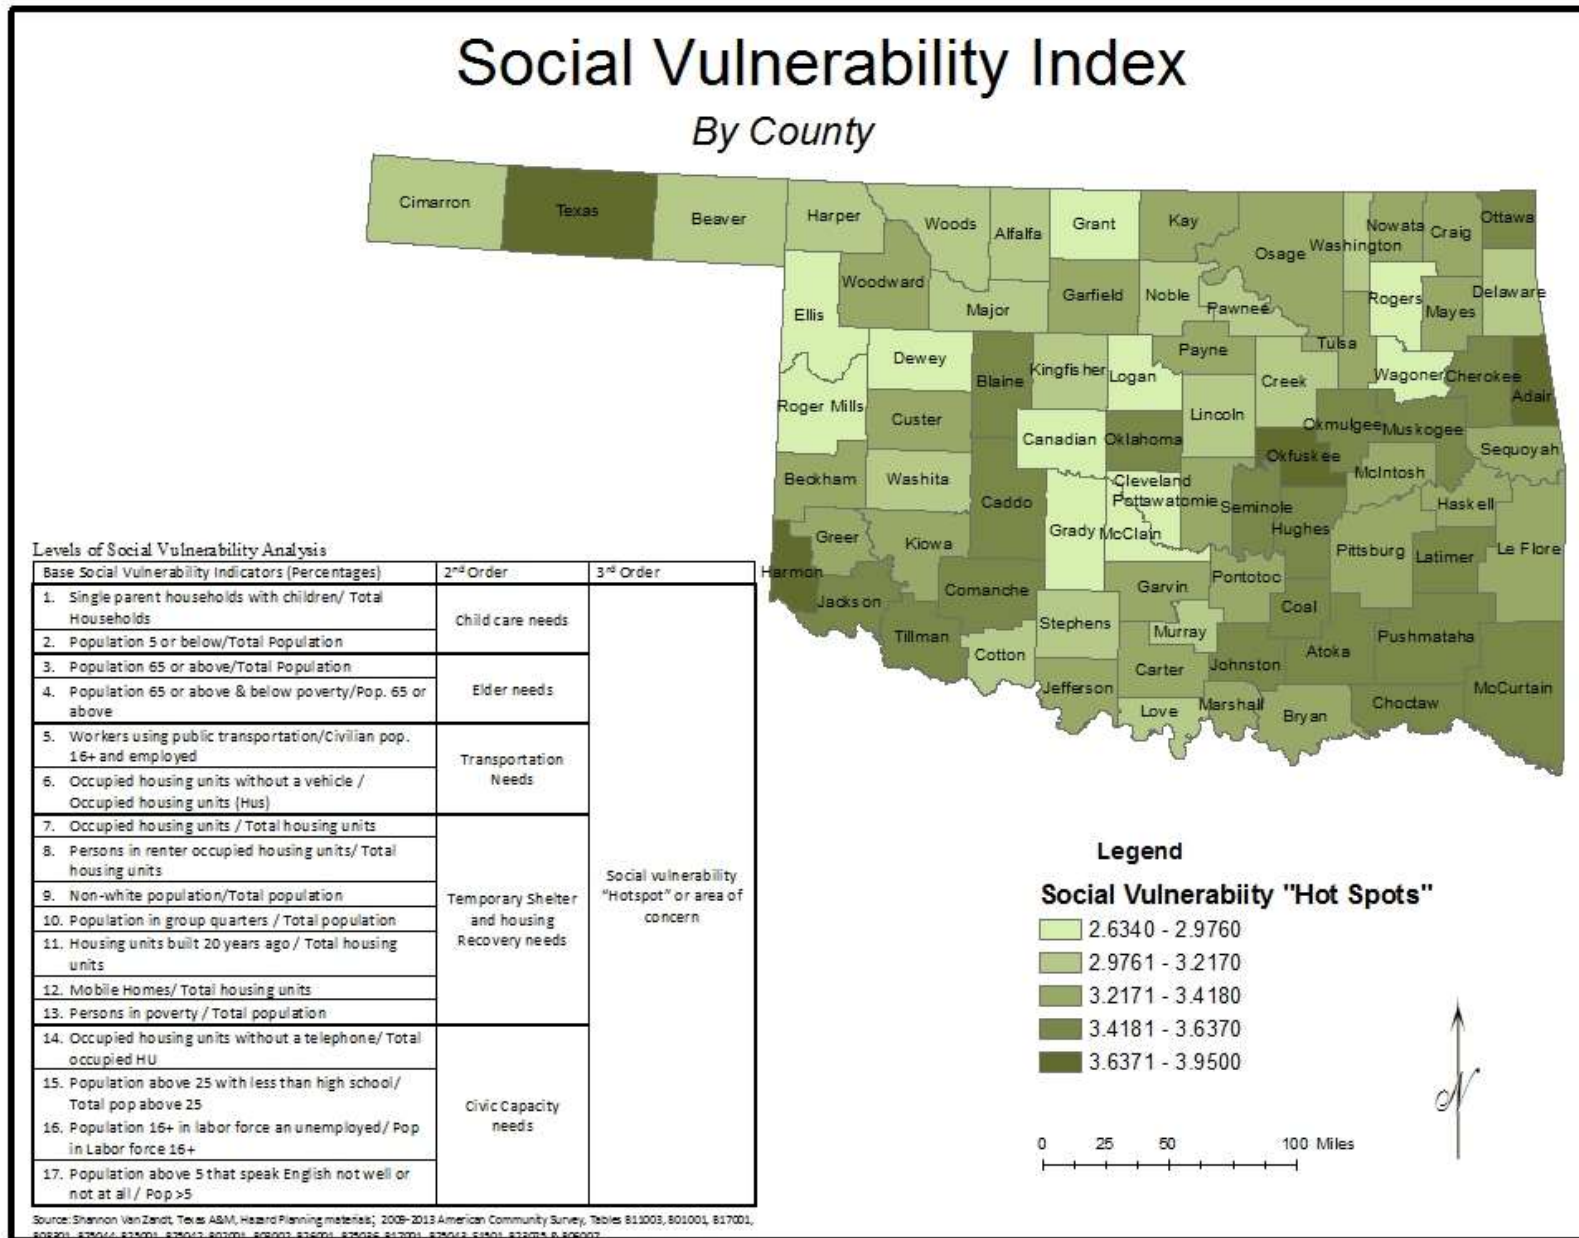 Social Vulnerability Index
By County
Cimarron
Texas
Beaver
Harper
Woods
Alfalfa
Grant
Kay
Osage
Washington
Nowata
Craig
Ottawa
Ellis
Woodward
Major
Garfield
Noble
Pawnee
Rogers
Mayes
Delaware
Dewey
Blaine
Kingfisher
Logan
Payne
Creek
Tulsa
Wagoner
Cherokee
Adair
Roger Mills
Custer
Canadian
Oklahoma
Lincoln
Okmulgee
Muskogee
Okfuskee
Sequoyah
Beckham
Washita
Caddo
Grady
Cleveland
Pottawatomie
McClain
Seminole
Hughes
McIntosh
Haskell
Pittsburg
Latimer
Le Flore
Greer
Kiowa
Harmon
Jackson
Comanche
Tillman
Cotton
Stephens
Garvin
Pontotoc
Murray
Coal
Jefferson
Carter
Johnston
Atoka
Pushmataha
Love
Marshall
Bryan
Choctaw
McCurtain
Levels of Social Vulnerability Analysis
Base Social Vulnerability Indicators (Percentages)
2nd Order
3rd Order
1. Single parent households with children/ Total
Households
2. Population 5 or below/Total Population
Child care needs
3. Population 65 or above/Total Population
4. Population 65 or above & below poverty/Pop. 65 or
above
Elder needs
5. Workers using public transportation/Civilian pop.
16+ and employed
6. Occupied housing units without a vehicle /
Occupied housing units (Hus)
Transportation
Needs
7. Occupied housing units / Total housing units
8. Persons in renter occupied housing units/ Total
housing units
9. Non-white population/Total population
10. Population in group quarters / Total population
11. Housing units built 20 years ago / Total housing
units
12. Mobile Homes/ Total housing units
13. Persons in poverty / Total population
Temporary Shelter
and housing
Recovery needs
14. Occupied housing units without a telephone/ Total
occupied HU
15. Population above 25 with less than high school/
Total pop above 25
16. Population 16+ in labor force an unemployed/ Pop
in Labor force 16+
17. Population above 5 that speak English not well or
not at all / Pop >5
Civic Capacity
needs
Social vulnerability
"Hotspot" or area of
concern
Source: Shannon Van Zandt, Texas A&M, Hazard Planning materials; 2009-2013 American Community Survey, Tables B11003, B01001, B17001,
Legend
Social Vulnerabiity "Hot Spots"
2.6340 - 2.9760
2.9761 - 3.2170
3.2171 - 3.4180
3.4181 - 3.6370
3.6371 - 3.9500
0 25 50 100 Miles
N